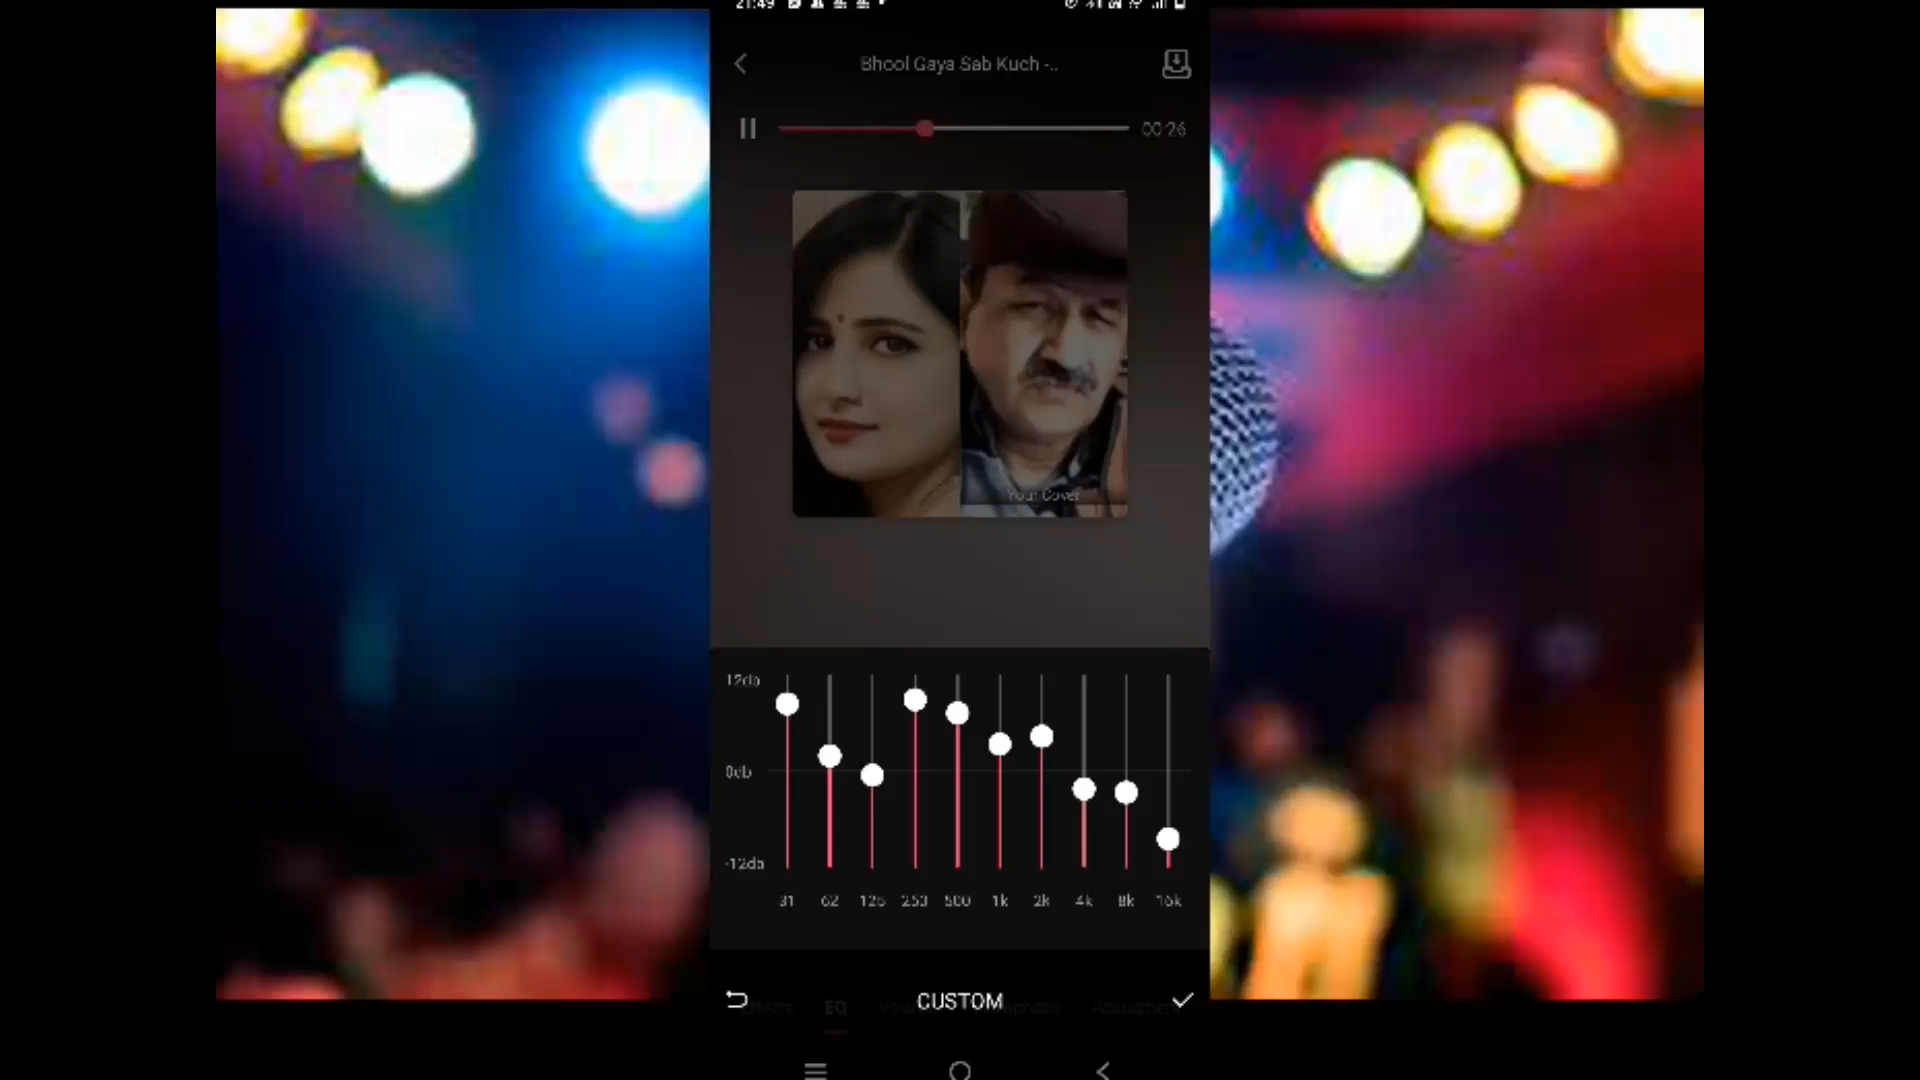 21:49
Bhool Gaya Sab Kuch -..
00:26
Your Cover
12db
0db
-12db
31 62 125 250 500 1k 2k 4k 8k 16k
Effects EQ
CUSTOM